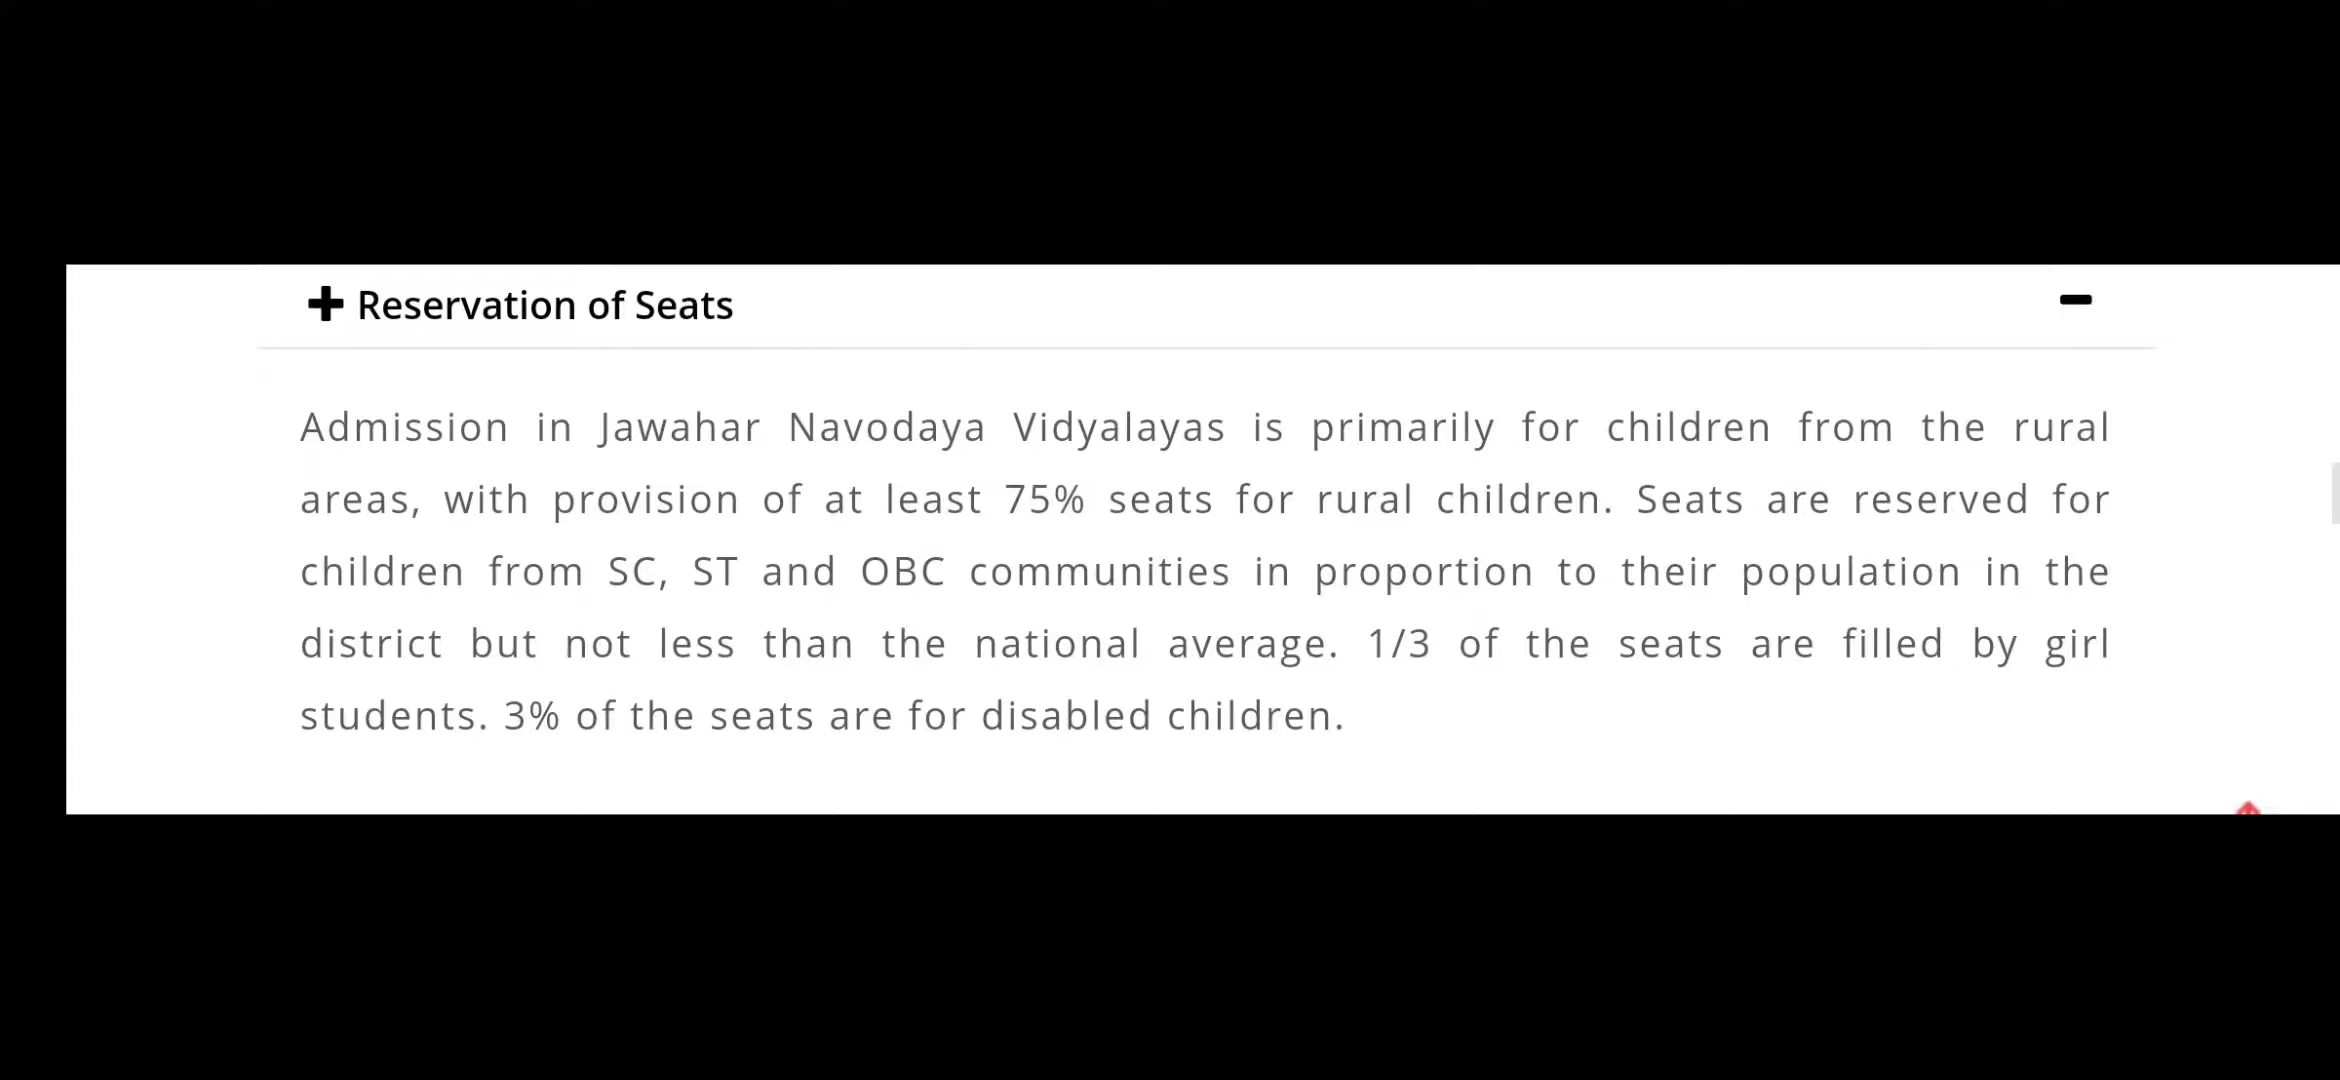 Reservation of Seats
Admission in Jawahar Navodaya Vidyalayas is primarily for children from the rural
areas, with provision of at least 75% seats for rural children. Seats are reserved for
children from SC, ST and OBC communities in proportion to their population in the
district but not less than the national average. 1/3 of the seats are filled by girl
students. 3% of the seats are for disabled children.